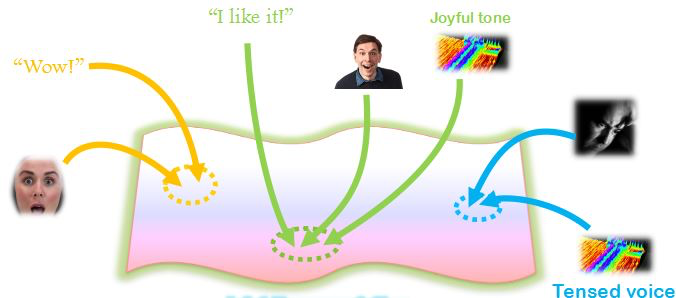 “I like it!”
Joyful tone
“Wow!”
Tensed voice